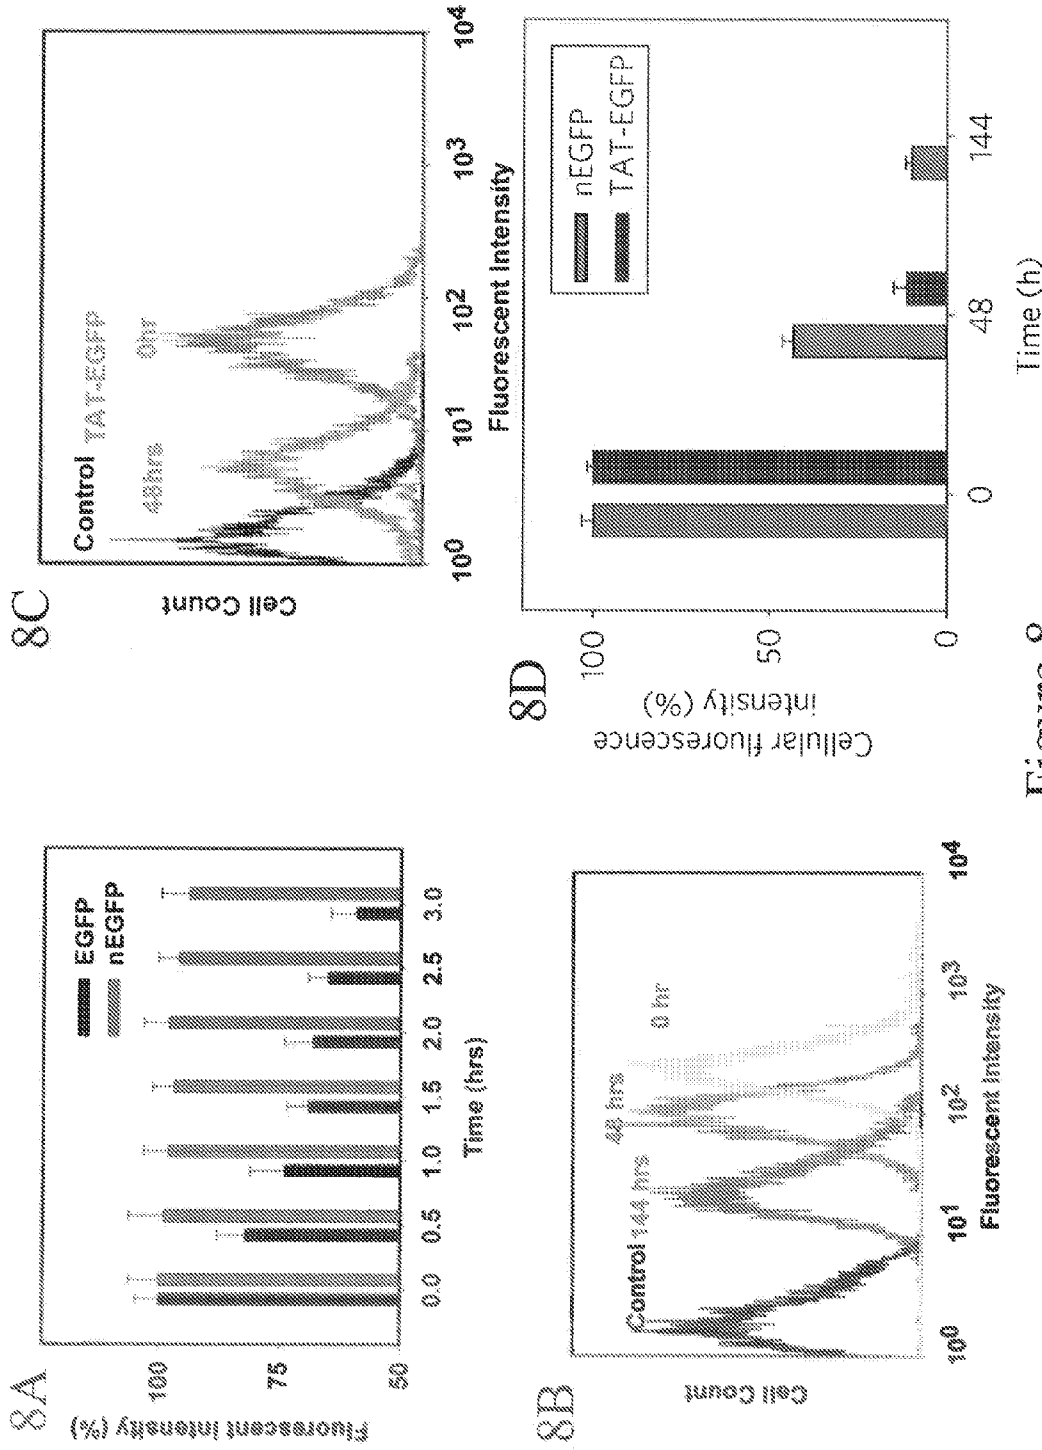 8A
Fluorescent Intensity (%)
100
75
50
EGFP
nEGFP
0.0 0.5 1.0 1.5 2.0 2.5 3.0
Time (hrs)
8B
Cell Count
Control 144 hrs 48 hrs 0 hr
10⁰ 10¹ 10² 10³ 10⁴
Fluorescent Intensity
8C
Cell Count
Control TAT-EGFP
48hrs 0hr
10⁰ 10¹ 10² 10³ 10⁴
Fluorescent Intensity
8D
Cellular fluorescence
intensity (%)
100
50
0
nEGFP
TAT-EGFP
0 48 144
Time (h)
Figure 8